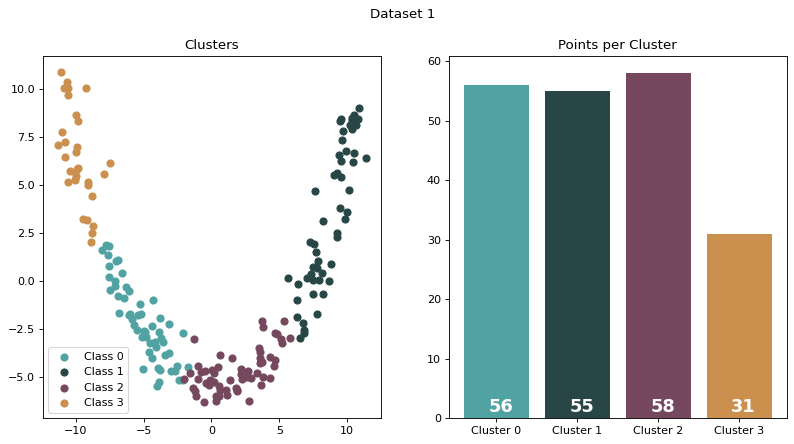 Dataset 1
Clusters
10.0
7.5
5.0
2.5
0.0
−2.5
−5.0
−10
−5
0
5
10
Class 0
Class 1
Class 2
Class 3
Points per Cluster
60
50
40
30
20
10
0
56
55
58
31
Cluster 0
Cluster 1
Cluster 2
Cluster 3